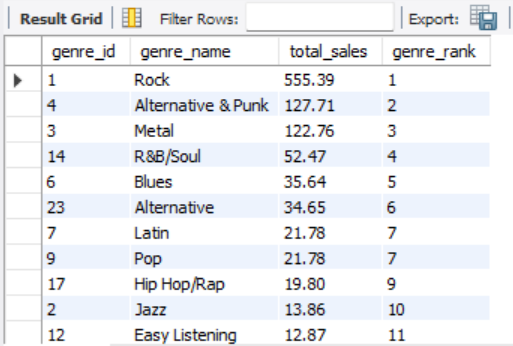 Result Grid Filter Rows: Export:
genre_id genre_name total_sales genre_rank
1 Rock 555.39 1
4 Alternative & Punk 127.71 2
3 Metal 122.76 3
14 R&B/Soul 52.47 4
6 Blues 35.64 5
23 Alternative 34.65 6
7 Latin 21.78 7
9 Pop 21.78 7
17 Hip Hop/Rap 19.80 9
2 Jazz 13.86 10
12 Easy Listening 12.87 11